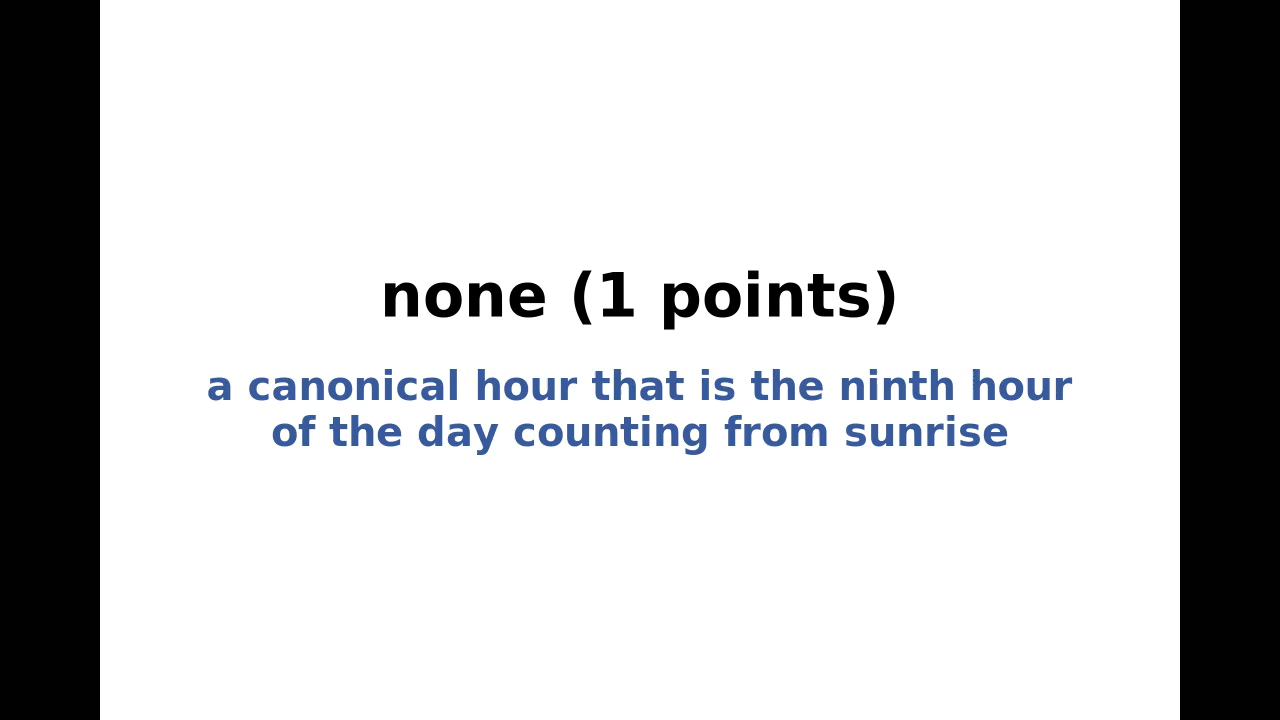 none (1 points)
a canonical hour that is the ninth hour
of the day counting from sunrise